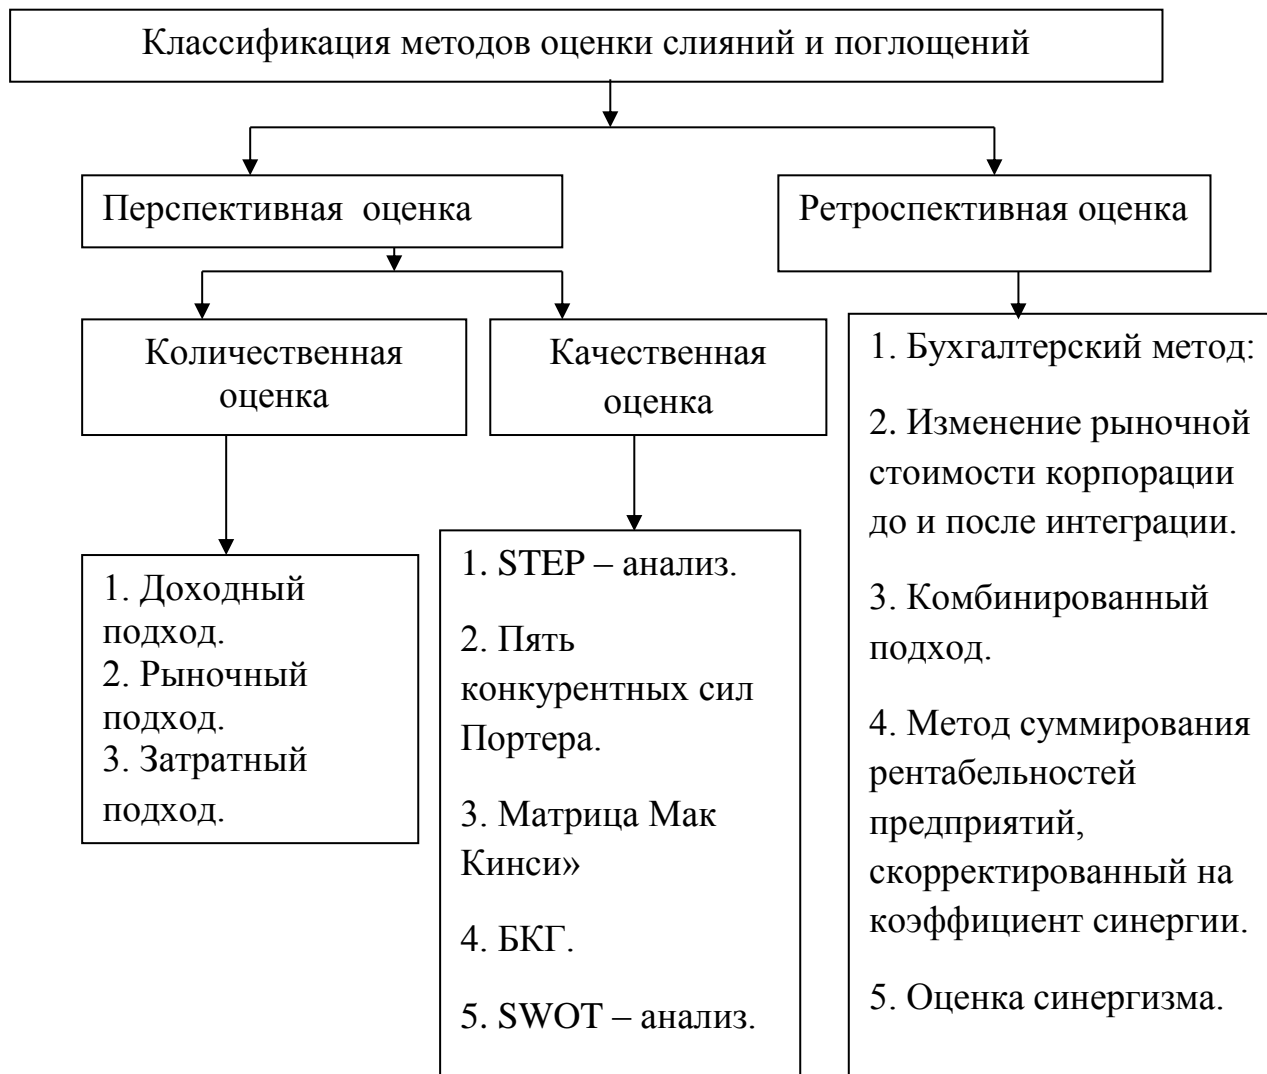 Классификация методов оценки слияний и поглощений
Перспективная оценка
Ретроспективная оценка
Количественная
оценка
Качественная
оценка
1. Доходный
подход.
2. Рыночный
подход.
3. Затратный
подход.
1. STEP – анализ.
2. Пять
конкурентных сил
Портера.
3. Матрица Мак
Кинси»
4. БКГ.
5. SWOT – анализ.
1. Бухгалтерский метод:
2. Изменение рыночной
стоимости корпорации
до и после интеграции.
3. Комбинированный
подход.
4. Метод суммирования
рентабельностей
предприятий,
скорректированный на
коэффициент синергии.
5. Оценка синергизма.